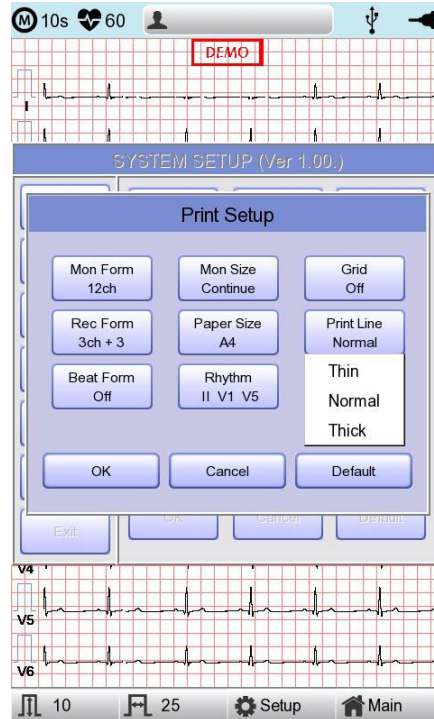 M 10s 60
DEMO
I
SYSTEM SETUP (Ver 1.00.)
Print Setup
Mon Form
12ch
Mon Size
Continue
Grid
Off
Rec Form
3ch + 3
Paper Size
A4
Print Line
Normal
Beat Form
Off
Rhythm
II V1 V5
Thin
Normal
Thick
OK
Cancel
Default
Exit
OK
Cancel
Default
V4
V5
V6
10
25
Setup
Main